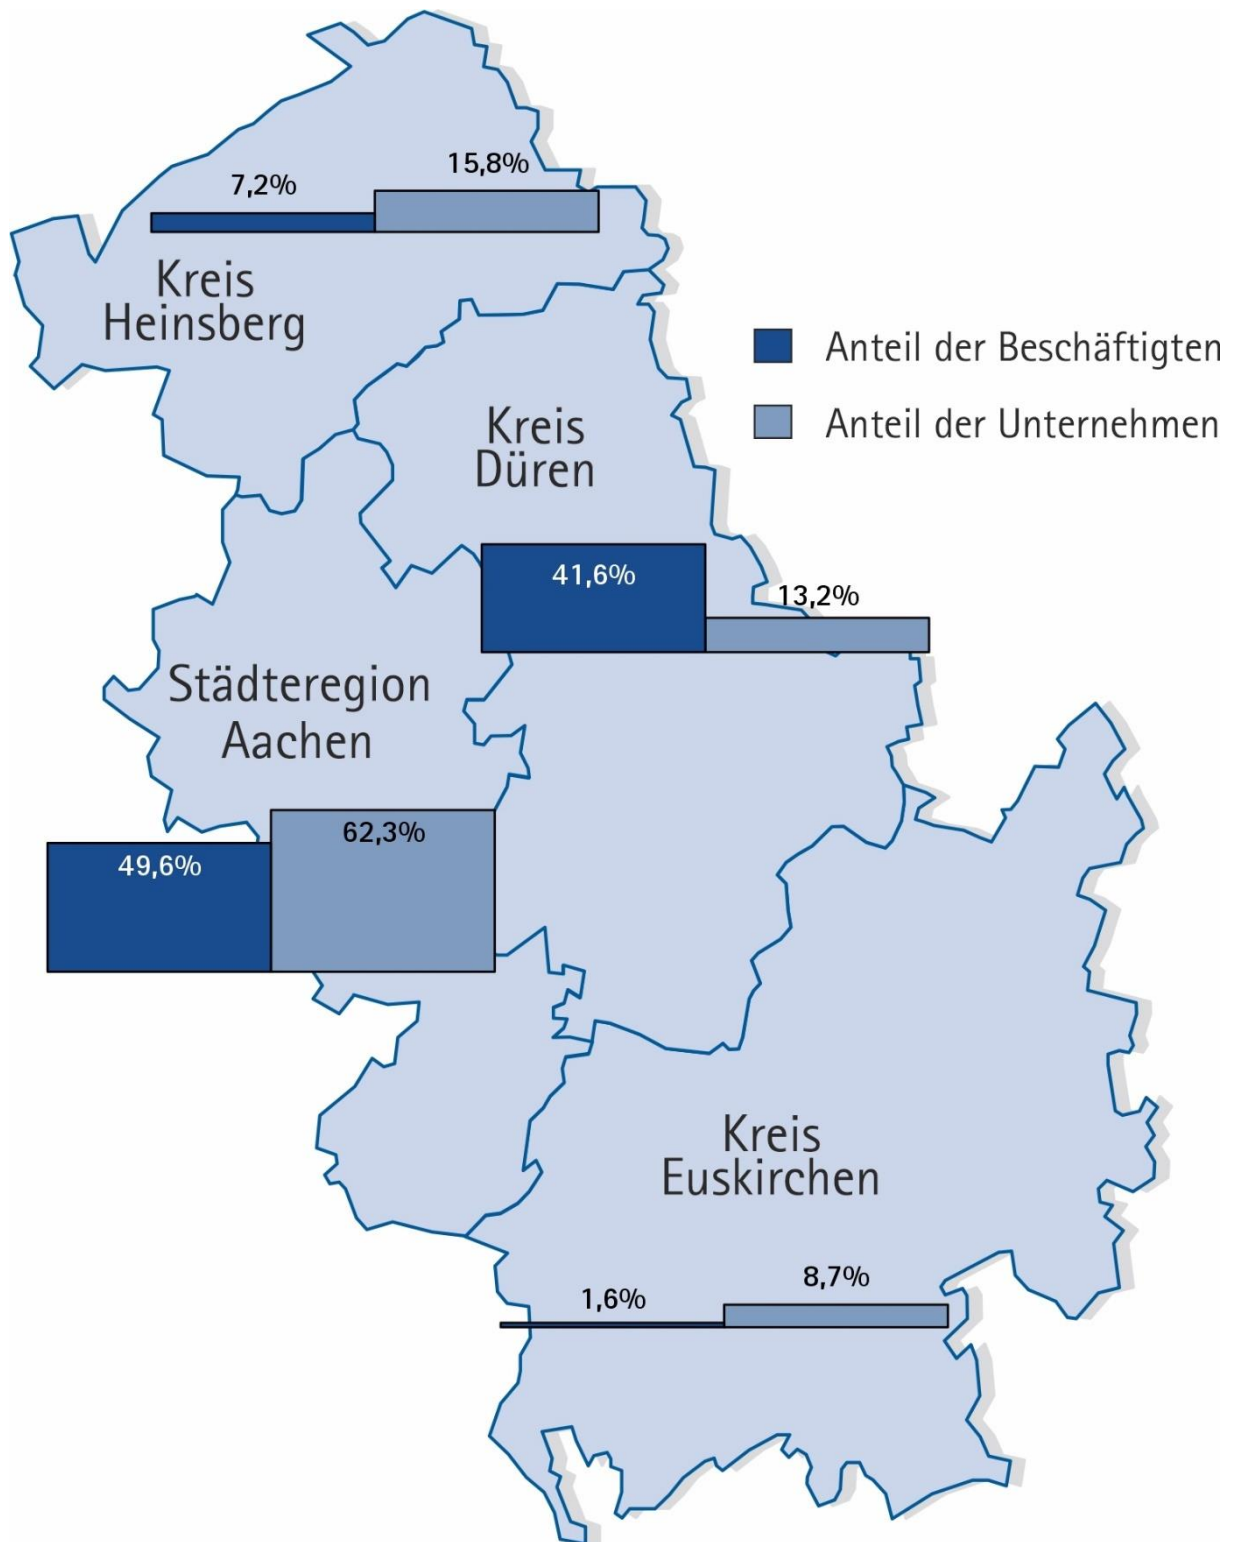 7,2%
15,8%
Kreis
Heinsberg
Anteil der Beschäftigten
Anteil der Unternehmen
Kreis
Düren
41,6%
13,2%
Städteregion
Aachen
49,6%
62,3%
Kreis
Euskirchen
1,6%
8,7%